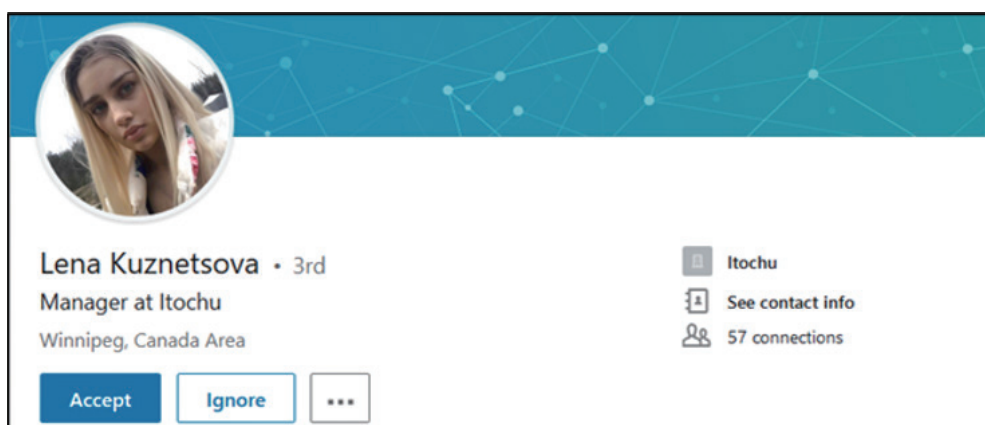 Lena Kuznetsova • 3rd
Manager at Itochu
Winnipeg, Canada Area
Accept
Ignore
...
Itochu
See contact info
57 connections